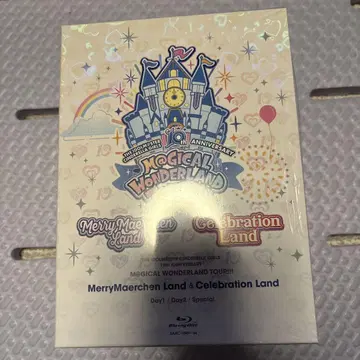 ANNIVERSARY
MAGICAL
WONDERLAND
MerryMaerchen
Land
Celebration
Land
MAGICAL WONDERLAND TOUR!!!
MerryMaerchen Land & Celebration Land
Day1 / Day2 / Special
Blu-ray Disc